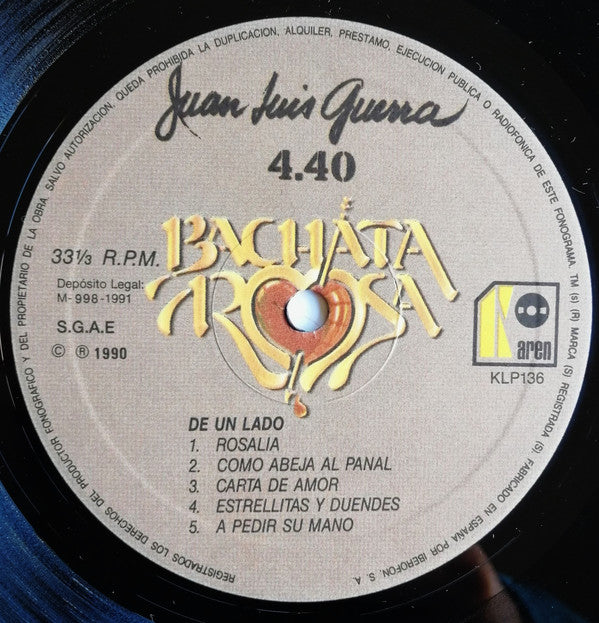 REGISTRADOS LOS DERECHOS DEL PRODUCTOR FONOGRAFICO Y DEL PROPIETARIO DE LA OBRA. SALVO AUTORIZACION, QUEDA PROHIBIDA LA DUPLICACION, ALQUILER, PRESTAMO, EJECUCION PUBLICA O RADIOFONICA DE ESTE FONOGRAMA. TM (s) (R) MARCA (S) REGISTRADA (S). FABRICADO EN ESPAÑA POR IBEROFON, S. A.
Juan Luis Guerra
4.40
BACHATA
ROSA
33 1/3 R.P.M.
Depósito Legal:
M-998-1991
S.G.A.E
© ℗ 1990
Karen
KLP136
DE UN LADO
1. ROSALIA
2. COMO ABEJA AL PANAL
3. CARTA DE AMOR
4. ESTRELLITAS Y DUENDES
5. A PEDIR SU MANO